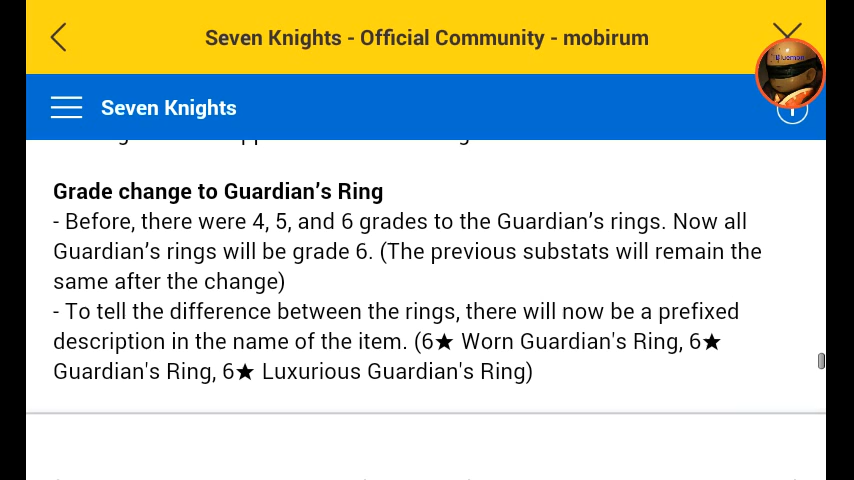 Seven Knights - Official Community - mobirum
Seven Knights
Grade change to Guardian’s Ring
- Before, there were 4, 5, and 6 grades to the Guardian’s rings. Now all
Guardian’s rings will be grade 6. (The previous substats will remain the
same after the change)
- To tell the difference between the rings, there will now be a prefixed
description in the name of the item. (6★ Worn Guardian's Ring, 6★
Guardian's Ring, 6★ Luxurious Guardian's Ring)